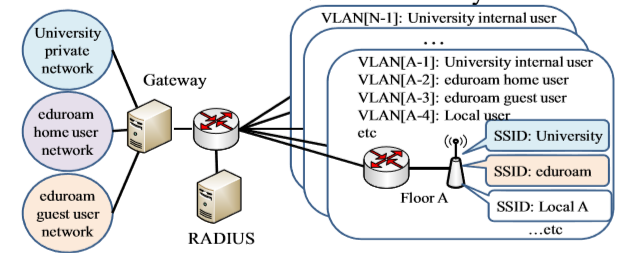 University
private
network
eduroam
home user
network
eduroam
guest user
network
Gateway
RADIUS
VLAN[N-1]: University internal user
...
VLAN[A-1]: University internal user
VLAN[A-2]: eduroam home user
VLAN[A-3]: eduroam guest user
VLAN[A-4]: Local user
etc
Floor A
SSID: University
SSID: eduroam
SSID: Local A
...etc